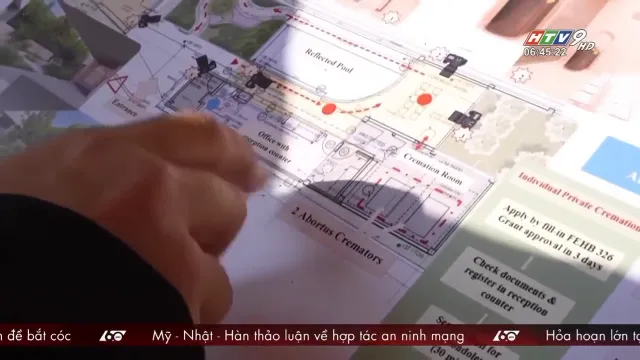 HTV9 HD
06:45:22
Reflected Pool
Entrance
Office with
reception counter
Cremation Room
2 Abortus Cremators
Individual Private Cremation
Apply by fill in FEHB 326
Grant approval in 3 days
Check documents &
register in reception
counter
đề bắt cóc
60
Mỹ - Nhật - Hàn thảo luận về hợp tác an ninh mạng
60
Hỏa hoạn lớn